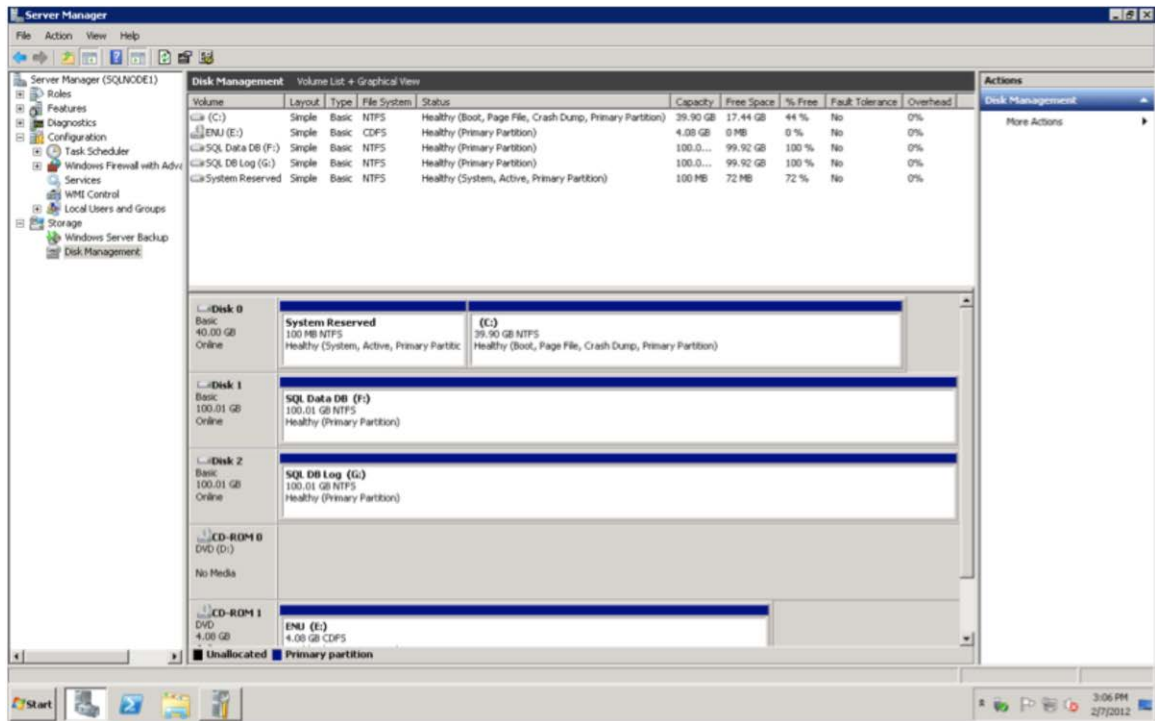 Server Manager
File Action View Help
Server Manager (SQLNODE1)
Roles
Features
Diagnostics
Configuration
Task Scheduler
Windows Firewall with Adva
Services
WMI Control
Local Users and Groups
Storage
Windows Server Backup
Disk Management
Disk Management Volume List + Graphical View
Volume Layout Type File System Status Capacity Free Space % Free Fault Tolerance Overhead
(C:) Simple Basic NTFS Healthy (Boot, Page File, Crash Dump, Primary Partition) 39.90 GB 17.44 GB 44 % No 0%
ENU (E:) Simple Basic CDFS Healthy (Primary Partition) 4.08 GB 0 MB 0 % No 0%
SQL Data DB (F:) Simple Basic NTFS Healthy (Primary Partition) 100.0... 99.92 GB 100 % No 0%
SQL DB Log (G:) Simple Basic NTFS Healthy (Primary Partition) 100.0... 99.92 GB 100 % No 0%
System Reserved Simple Basic NTFS Healthy (System, Active, Primary Partition) 100 MB 72 MB 72 % No 0%
Disk 0
Basic
40.00 GB
Online
System Reserved
100 MB NTFS
Healthy (System, Active, Primary Partitic
(C:)
39.90 GB NTFS
Healthy (Boot, Page File, Crash Dump, Primary Partition)
Disk 1
Basic
100.01 GB
Online
SQL Data DB (F:)
100.01 GB NTFS
Healthy (Primary Partition)
Disk 2
Basic
100.01 GB
Online
SQL DB Log (G:)
100.01 GB NTFS
Healthy (Primary Partition)
CD-ROM 0
DVD (D:)
No Media
CD-ROM 1
DVD
4.08 GB
ENU (E:)
4.08 GB CDFS
Unallocated Primary partition
Actions
Disk Management
More Actions
Start
3:06 PM
2/7/2012